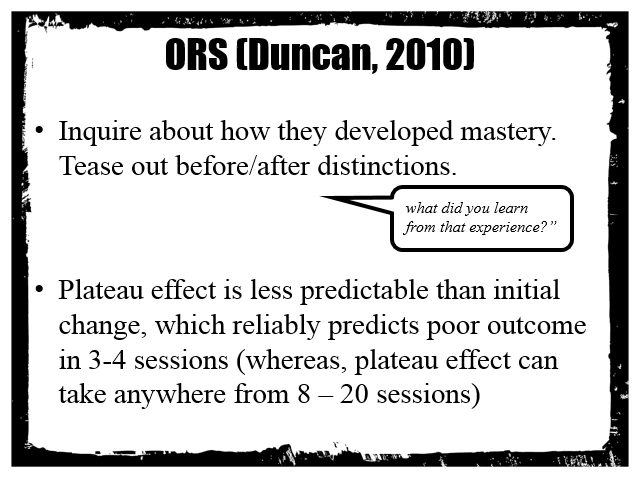 ORS (Duncan, 2010)
• Inquire about how they developed mastery.
Tease out before/after distinctions.
what did you learn
from that experience?”
• Plateau effect is less predictable than initial
change, which reliably predicts poor outcome
in 3-4 sessions (whereas, plateau effect can
take anywhere from 8 – 20 sessions)